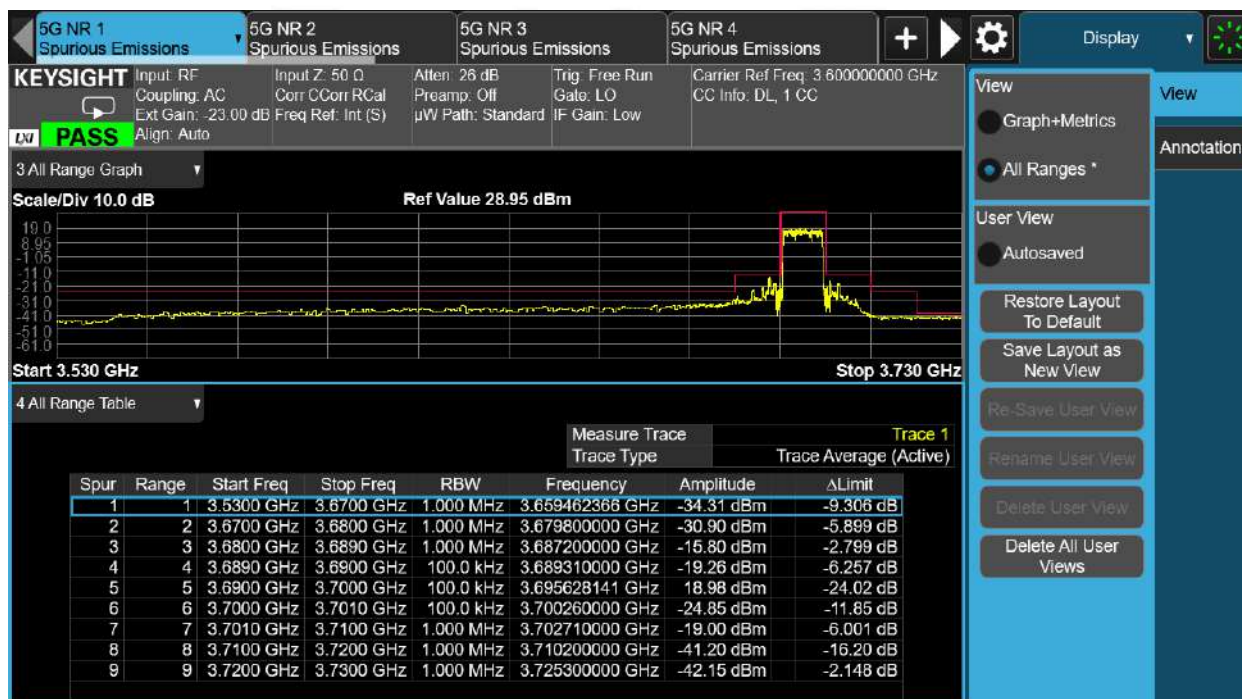 5G NR 1 5G NR 2 5G NR 3 5G NR 4 Display
Spurious Emissions Spurious Emissions Spurious Emissions Spurious Emissions
KEYSIGHT Input: RF Input Z: 50 Ω Atten: 26 dB Trig: Free Run Carrier Ref Freq: 3.600000000 GHz
Coupling: AC Corr CCorr RCal Preamp: Off Gate: LO CC Info: DL, 1 CC
Ext Gain: -23.00 dB Freq Ref: Int (S) µW Path: Standard IF Gain: Low
LXI PASS Align: Auto
3 All Range Graph
Scale/Div 10.0 dB Ref Value 28.95 dBm
19.0
8.95
-1.05
-11.0
-21.0
-31.0
-41.0
-51.0
-61.0
Start 3.530 GHz Stop 3.730 GHz
4 All Range Table
Measure Trace Trace 1
Trace Type Trace Average (Active)
Spur Range Start Freq Stop Freq RBW Frequency Amplitude ΔLimit
1 1 3.5300 GHz 3.6700 GHz 1.000 MHz 3.659462366 GHz -34.31 dBm -9.306 dB
2 2 3.6700 GHz 3.6800 GHz 1.000 MHz 3.679800000 GHz -30.90 dBm -5.899 dB
3 3 3.6800 GHz 3.6890 GHz 1.000 MHz 3.687200000 GHz -15.80 dBm -2.799 dB
4 4 3.6890 GHz 3.6900 GHz 100.0 kHz 3.689310000 GHz -19.26 dBm -6.257 dB
5 5 3.6900 GHz 3.7000 GHz 100.0 kHz 3.695628141 GHz 18.98 dBm -24.02 dB
6 6 3.7000 GHz 3.7010 GHz 100.0 kHz 3.700260000 GHz -24.85 dBm -11.85 dB
7 7 3.7010 GHz 3.7100 GHz 1.000 MHz 3.702710000 GHz -19.00 dBm -6.001 dB
8 8 3.7100 GHz 3.7200 GHz 1.000 MHz 3.710200000 GHz -41.20 dBm -16.20 dB
9 9 3.7200 GHz 3.7300 GHz 1.000 MHz 3.725300000 GHz -42.15 dBm -2.148 dB
View
Graph+Metrics
All Ranges *
User View
Autosaved
Restore Layout
To Default
Save Layout as
New View
Re-Save User View
Rename User View
Delete User View
Delete All User
Views
View
Annotation